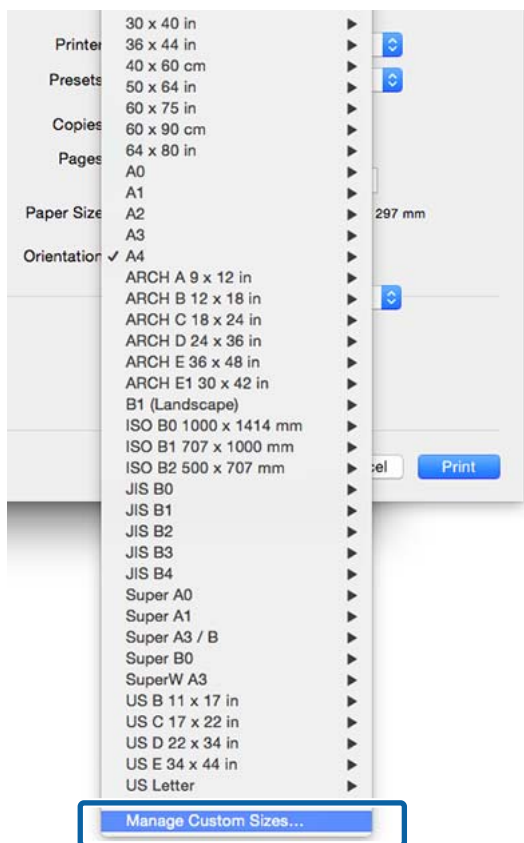 30 x 40 in
Printer 36 x 44 in
40 x 60 cm
Presets 50 x 64 in
60 x 75 in
Copies 60 x 90 cm
64 x 80 in
Pages A0
A1
Paper Size A2 297 mm
A3
Orientation ✓ A4
ARCH A 9 x 12 in
ARCH B 12 x 18 in
ARCH C 18 x 24 in
ARCH D 24 x 36 in
ARCH E 36 x 48 in
ARCH E1 30 x 42 in
B1 (Landscape)
ISO B0 1000 x 1414 mm
ISO B1 707 x 1000 mm
ISO B2 500 x 707 mm cel Print
JIS B0
JIS B1
JIS B2
JIS B3
JIS B4
Super A0
Super A1
Super A3 / B
Super B0
SuperW A3
US B 11 x 17 in
US C 17 x 22 in
US D 22 x 34 in
US E 34 x 44 in
US Letter
Manage Custom Sizes...